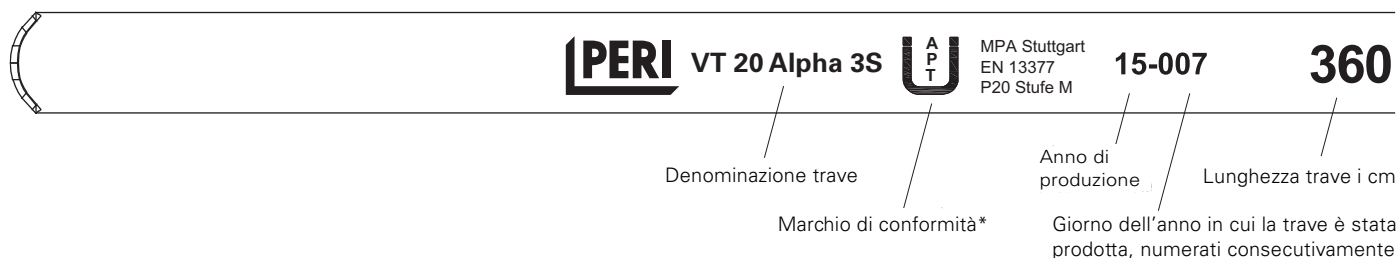 PERI VT 20 Alpha 3S
A
P
T
MPA Stuttgart
EN 13377
P20 Stufe M
15-007
360
Denominazione trave
Marchio di conformità*
Anno di
produzione
Lunghezza trave i cm
Giorno dell'anno in cui la trave è stata
prodotta, numerati consecutivamente